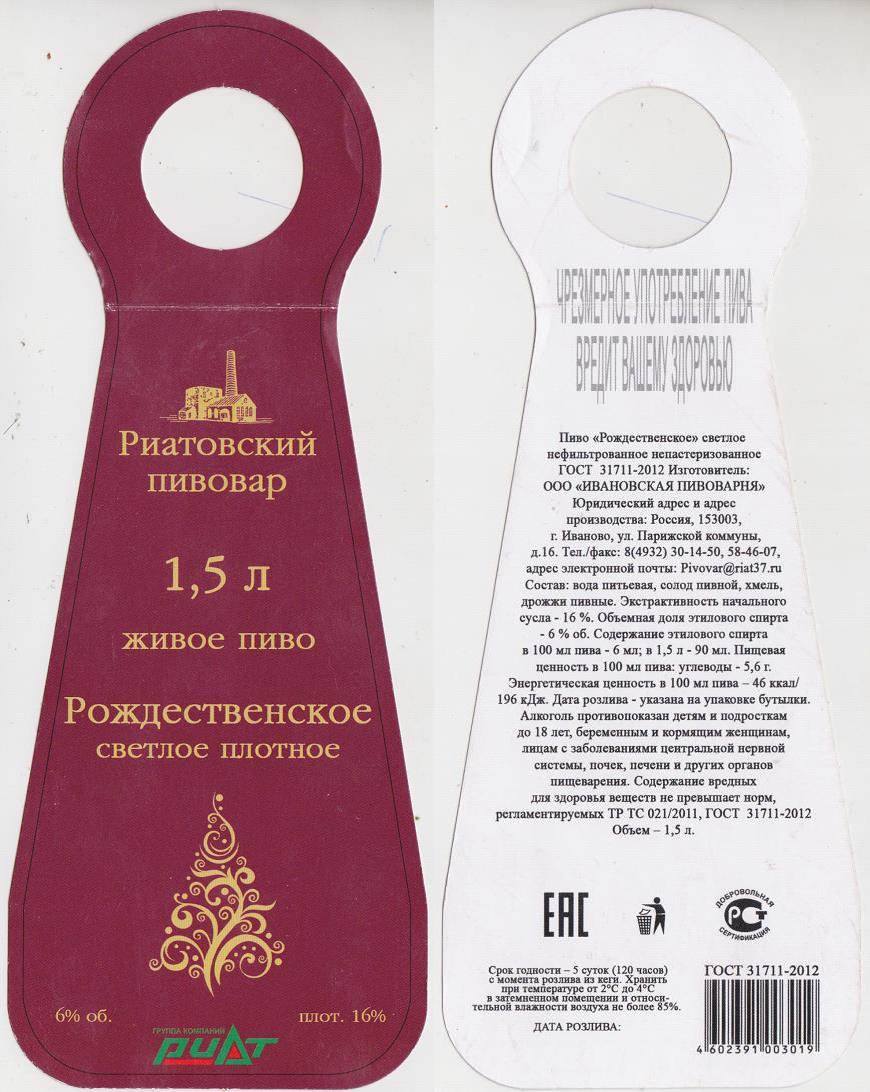 Риатовский
пивовар
1,5 л
живое пиво
Рождественское
светлое плотное
6% об.
плот. 16%
ГРУППА КОМПАНИЙ
РИАТ
ЧРЕЗМЕРНОЕ УПОТРЕБЛЕНИЕ ПИВА
ВРЕДИТ ВАШЕМУ ЗДОРОВЬЮ
Пиво «Рождественское» светлое
нефильтрованное непастеризованное
ГОСТ 31711-2012 Изготовитель:
ООО «ИВАНОВСКАЯ ПИВОВАРНЯ»
Юридический адрес и адрес
производства: Россия, 153003,
г. Иваново, ул. Парижской коммуны,
д.16. Тел./факс: 8(4932) 30-14-50, 58-46-07,
адрес электронной почты: Pivovar@riat37.ru
Состав: вода питьевая, солод пивной, хмель,
дрожжи пивные. Экстрактивность начального
сусла - 16 %. Объемная доля этилового спирта
- 6 % об. Содержание этилового спирта
в 100 мл пива - 6 мл; в 1,5 л - 90 мл. Пищевая
ценность в 100 мл пива: углеводы - 5,6 г.
Энергетическая ценность в 100 мл пива – 46 ккал/
196 кДж. Дата розлива - указана на упаковке бутылки.
Алкоголь противопоказан детям и подросткам
до 18 лет, беременным и кормящим женщинам,
лицам с заболеваниями центральной нервной
системы, почек, печени и других органов
пищеварения. Содержание вредных
для здоровья веществ не превышает норм,
регламентируемых ТР ТС 021/2011, ГОСТ 31711-2012
Объем – 1,5 л.
EAC
ДОБРОВОЛЬНАЯ
РСТ
СЕРТИФИКАЦИЯ
Срок годности – 5 суток (120 часов)
с момента розлива из кеги. Хранить
при температуре от 2°С до 4°С
в затемненном помещении и относи-
тельной влажности воздуха не более 85%.
ДАТА РОЗЛИВА:
ГОСТ 31711-2012
4 602391 003019